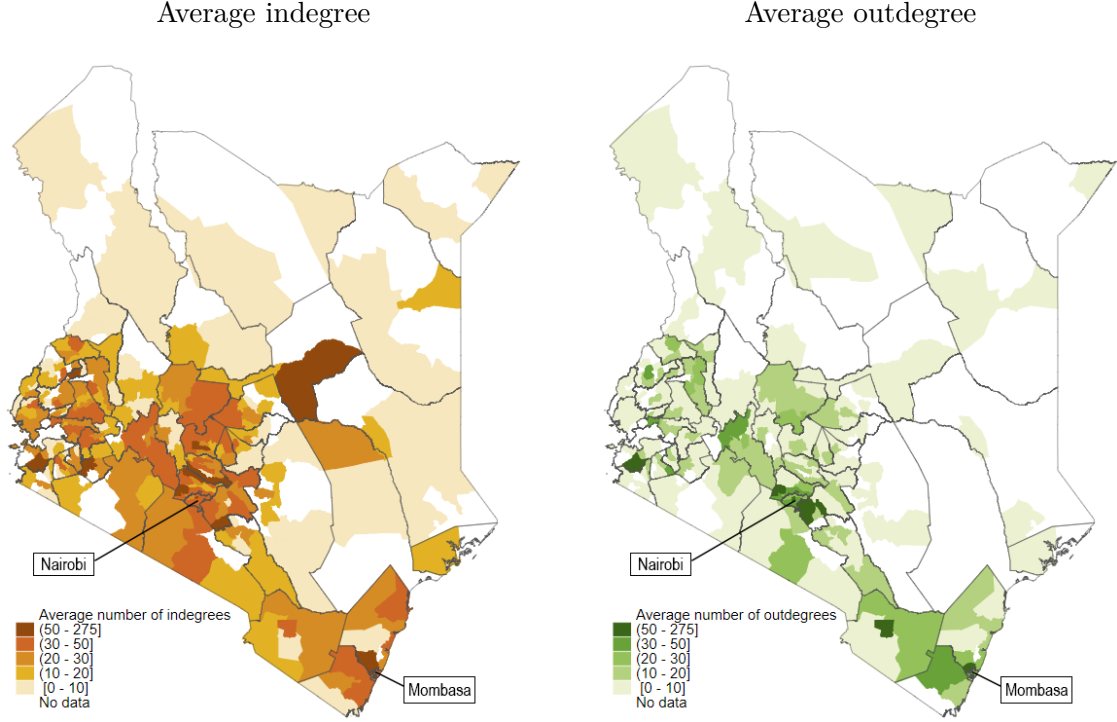 Average indegree
Average outdegree
Nairobi
Average number of indegrees
(50 - 275]
(30 - 50]
(20 - 30]
(10 - 20]
[0 - 10]
No data
Mombasa
Nairobi
Average number of outdegrees
(50 - 275]
(30 - 50]
(20 - 30]
(10 - 20]
[0 - 10]
No data
Mombasa